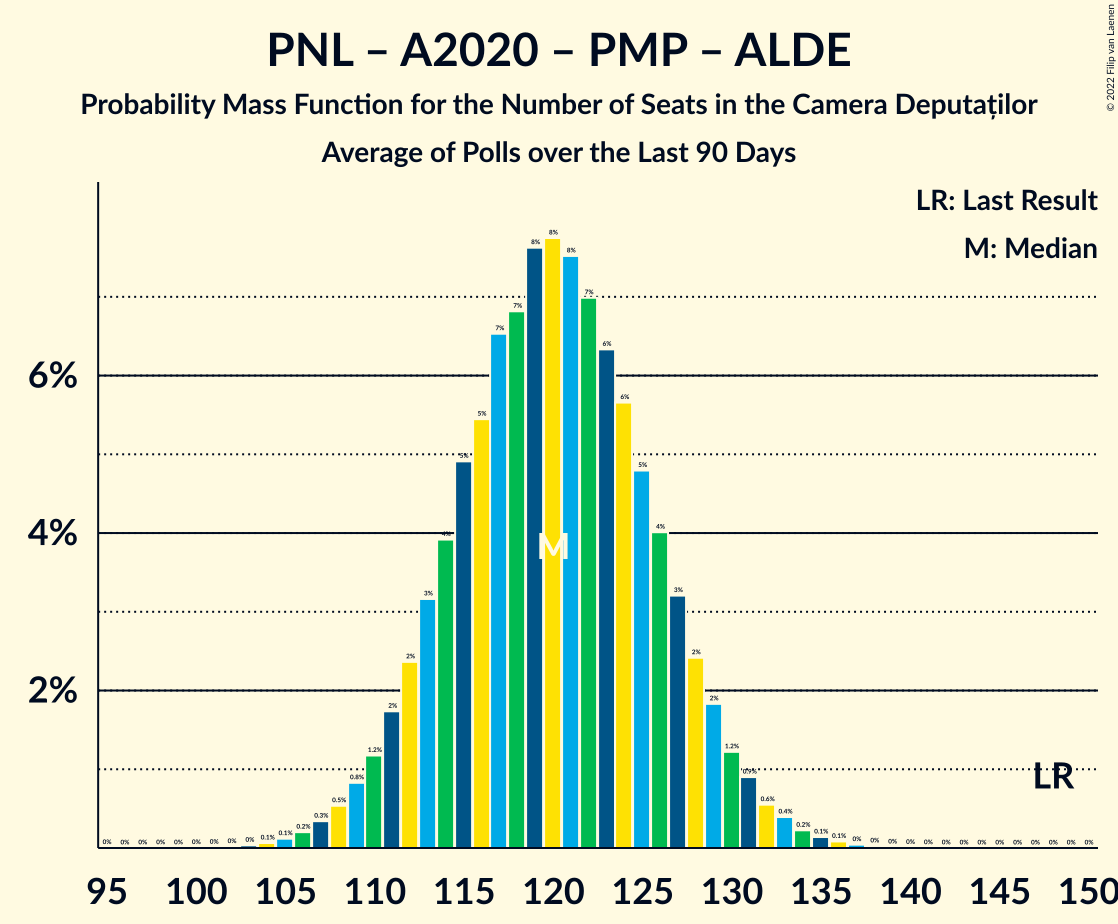 PNL – A2020 – PMP – ALDE
Probability Mass Function for the Number of Seats in the Camera Deputaților
Average of Polls over the Last 90 Days
© 2022 Filip van Laenen
LR: Last Result
M: Median
6%
4%
2%
0% 0% 0% 0% 0% 0% 0% 0% 0% 0.1% 0.1% 0.2% 0.3% 0.5% 0.8% 1.2% 2% 2% 3% 4% 5% 5% 7% 7% 8% 8% 8% 7% 6% 6% 5% 4% 3% 2% 2% 1.2% 0.9% 0.6% 0.4% 0.2% 0.1% 0.1% 0% 0% 0% 0% 0% 0% 0% 0% 0% 0% 0% 0% 0% 0%
M
LR
95 100 105 110 115 120 125 130 135 140 145 150